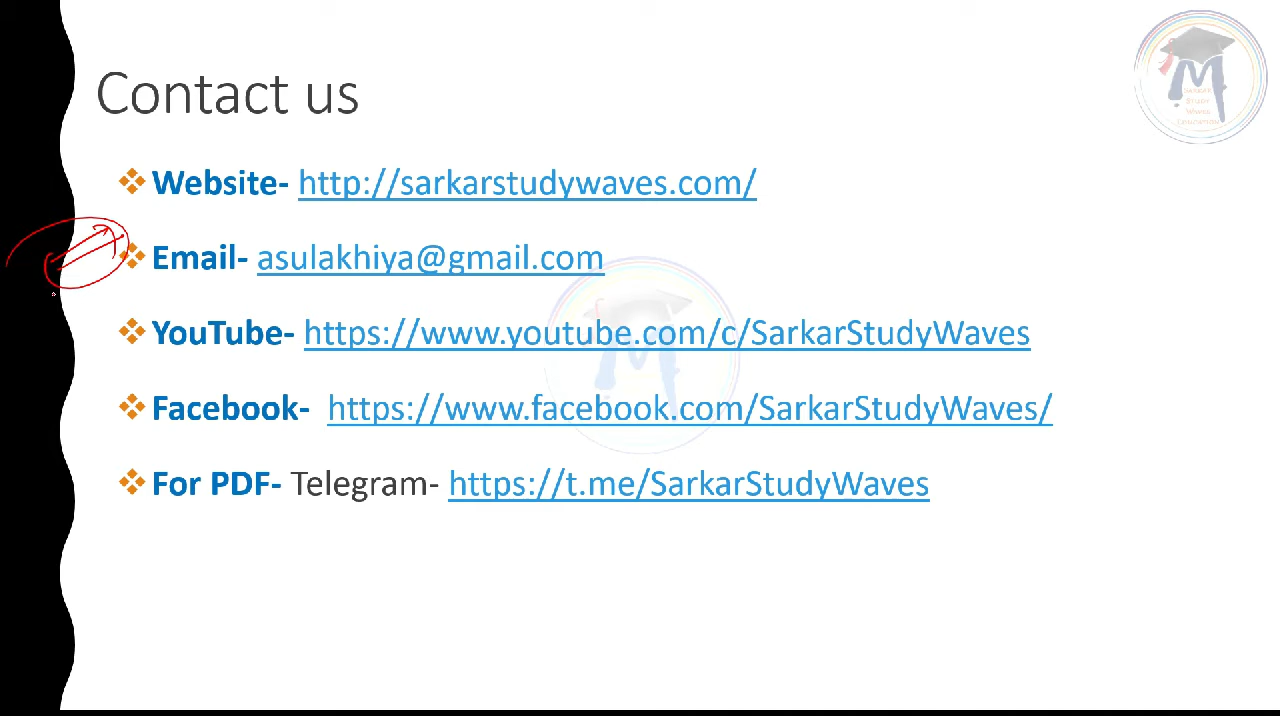 Contact us
Website- http://sarkarstudywaves.com/
Email- asulakhiya@gmail.com
YouTube- https://www.youtube.com/c/SarkarStudyWaves
Facebook- https://www.facebook.com/SarkarStudyWaves/
For PDF- Telegram- https://t.me/SarkarStudyWaves